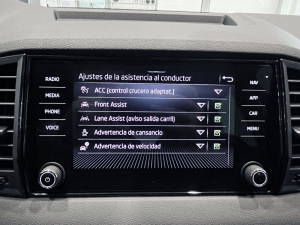 Ajustes de la asistencia al conductor
RADIO
MEDIA
PHONE
VOICE
ACC (control crucero adaptat.)
Front Assist
Lane Assist (aviso salida carril)
Advertencia de cansancio
Advertencia de velocidad
NAV
APP
CAR
MENU